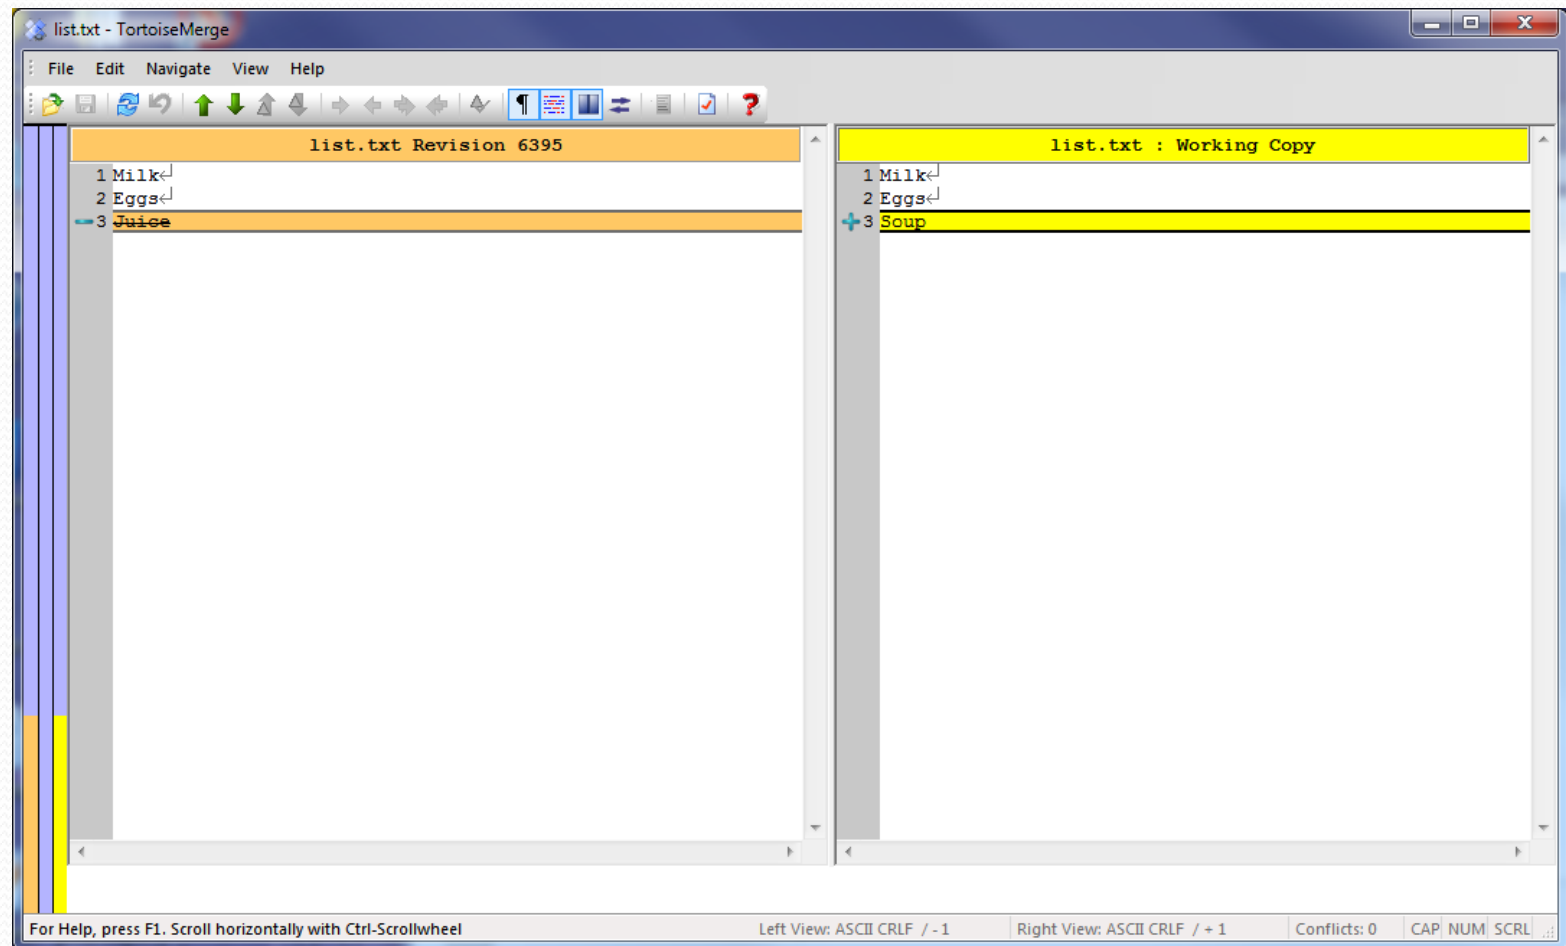 list.txt - TortoiseMerge
File Edit Navigate View Help
list.txt Revision 6395
1 Milk
2 Eggs
3 Juice
list.txt : Working Copy
1 Milk
2 Eggs
3 Soup
For Help, press F1. Scroll horizontally with Ctrl-Scrollwheel Left View: ASCII CRLF / - 1 Right View: ASCII CRLF / + 1 Conflicts: 0 CAP NUM SCRL